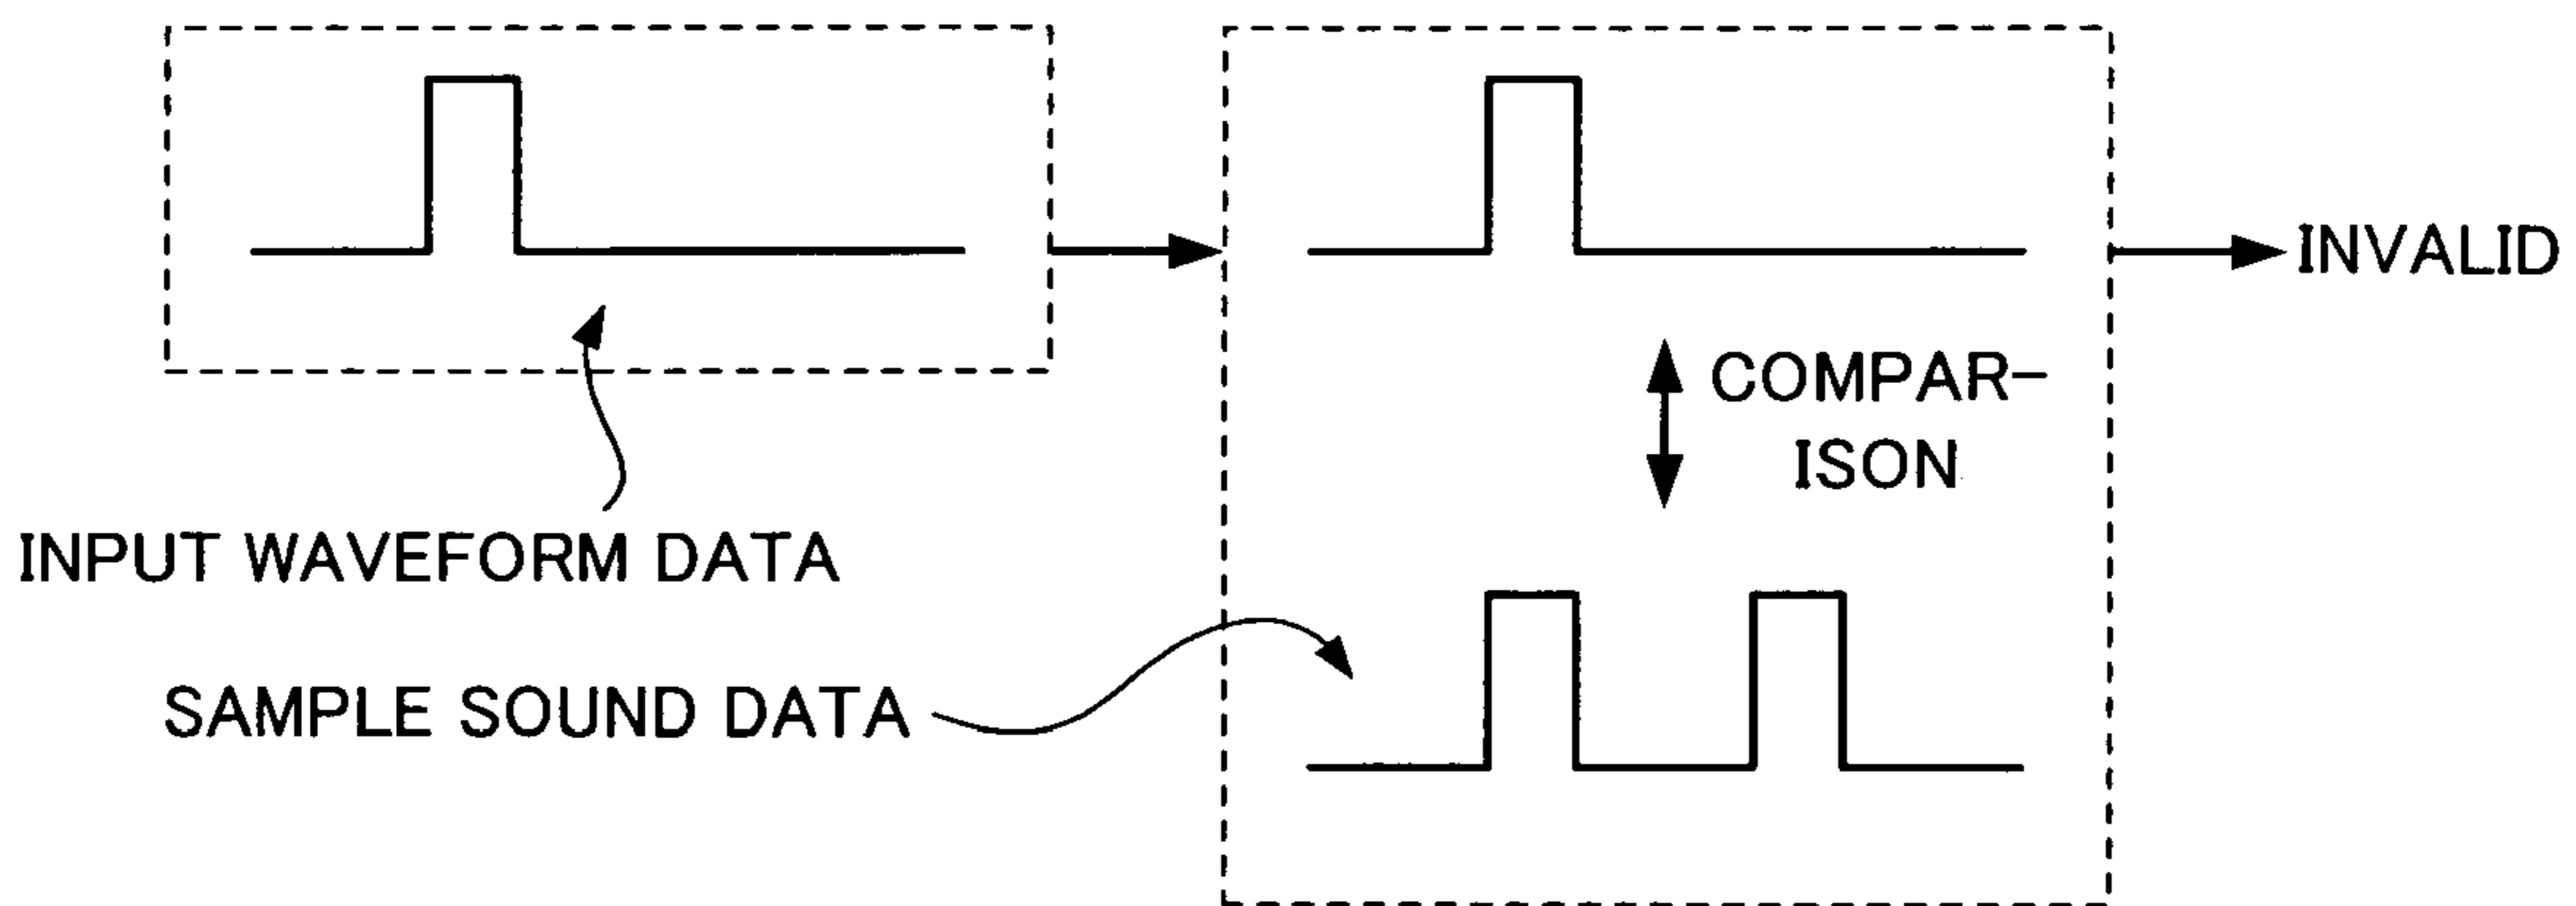 INVALID
COMPAR-
ISON
INPUT WAVEFORM DATA
SAMPLE SOUND DATA